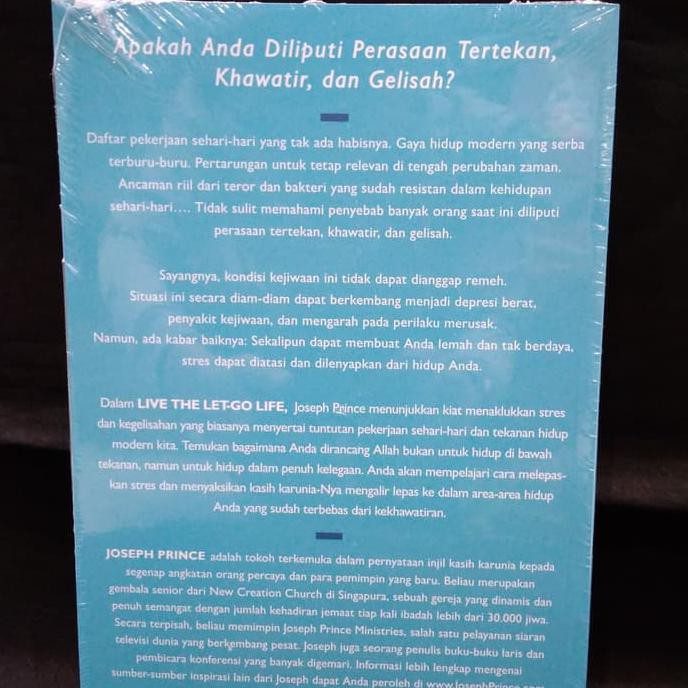 Apakah Anda Diliputi Perasaan Tertekan,
Khawatir, dan Gelisah?
Daftar pekerjaan sehari-hari yang tak ada habisnya. Gaya hidup modern yang serba
terburu-buru. Pertarungan untuk tetap relevan di tengah perubahan zaman.
Ancaman riil dari teror dan bakteri yang sudah resistan dalam kehidupan
sehari-hari.... Tidak sulit memahami penyebab banyak orang saat ini diliputi
perasaan tertekan, khawatir, dan gelisah.
Sayangnya, kondisi kejiwaan ini tidak dapat dianggap remeh.
Situasi ini secara diam-diam dapat berkembang menjadi depresi berat,
penyakit kejiwaan, dan mengarah pada perilaku merusak.
Namun, ada kabar baiknya: Sekalipun dapat membuat Anda lemah dan tak berdaya,
stres dapat diatasi dan dilenyapkan dari hidup Anda.
Dalam LIVE THE LET-GO LIFE, Joseph Prince menunjukkan kiat menaklukkan stres
dan kegelisahan yang biasanya menyertai tuntutan pekerjaan sehari-hari dan tekanan hidup
modern kita. Temukan bagaimana Anda dirancang Allah bukan untuk hidup di bawah
tekanan, namun untuk hidup dalam penuh kelegaan. Anda akan mempelajari cara melepas-
kan stres dan menyaksikan kasih karunia-Nya mengalir lepas ke dalam area-area hidup
Anda yang sudah terbebas dari kekhawatiran.
JOSEPH PRINCE adalah tokoh terkemuka dalam pernyataan injil kasih karunia kepada
segenap angkatan orang percaya dan para pemimpin yang baru. Beliau merupakan
gembala senior dari New Creation Church di Singapura, sebuah gereja yang dinamis dan
penuh semangat dengan jumlah kehadiran jemaat tiap kali ibadah lebih dari 30.000 jiwa.
Secara terpisah, beliau memimpin Joseph Prince Ministries, salah satu pelayanan siaran
televisi dunia yang berkembang pesat. Joseph juga seorang penulis buku-buku laris dan
pembicara konferensi yang banyak digemari. Informasi lebih lengkap mengenai
sumber-sumber inspirasi lain dari Joseph dapat Anda peroleh di www.JosephPrince.com